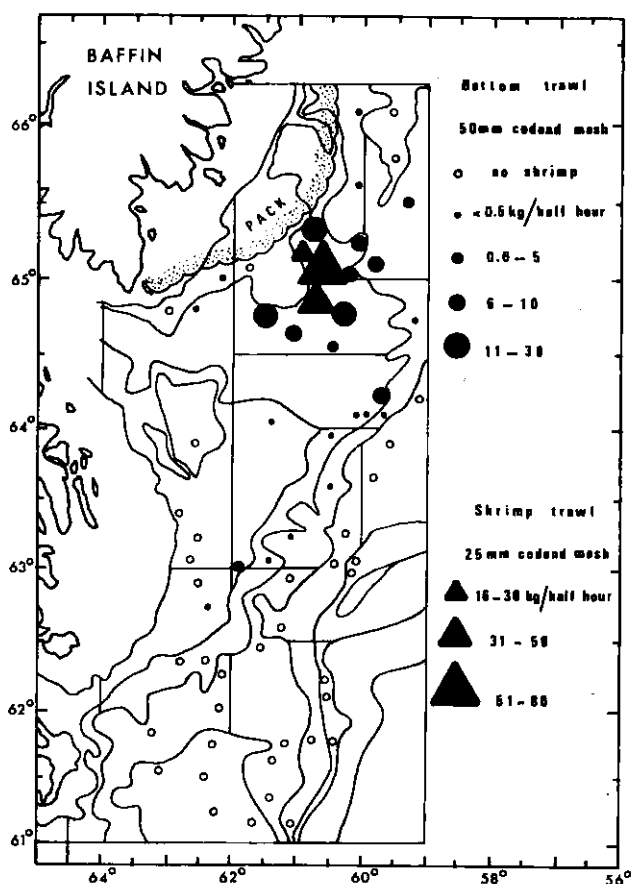 BAFFIN
ISLAND
PACK
66°
65°
64°
63°
62°
61°
64°
62°
60°
58°
56°
Bottom trawl
50mm codend mesh
no shrimp
<0.5kg/half hour
0.6 – 5
6 – 10
11 – 30
Shrimp trawl
25mm codend mesh
16–30 kg/half hour
31 – 50
51 – 80